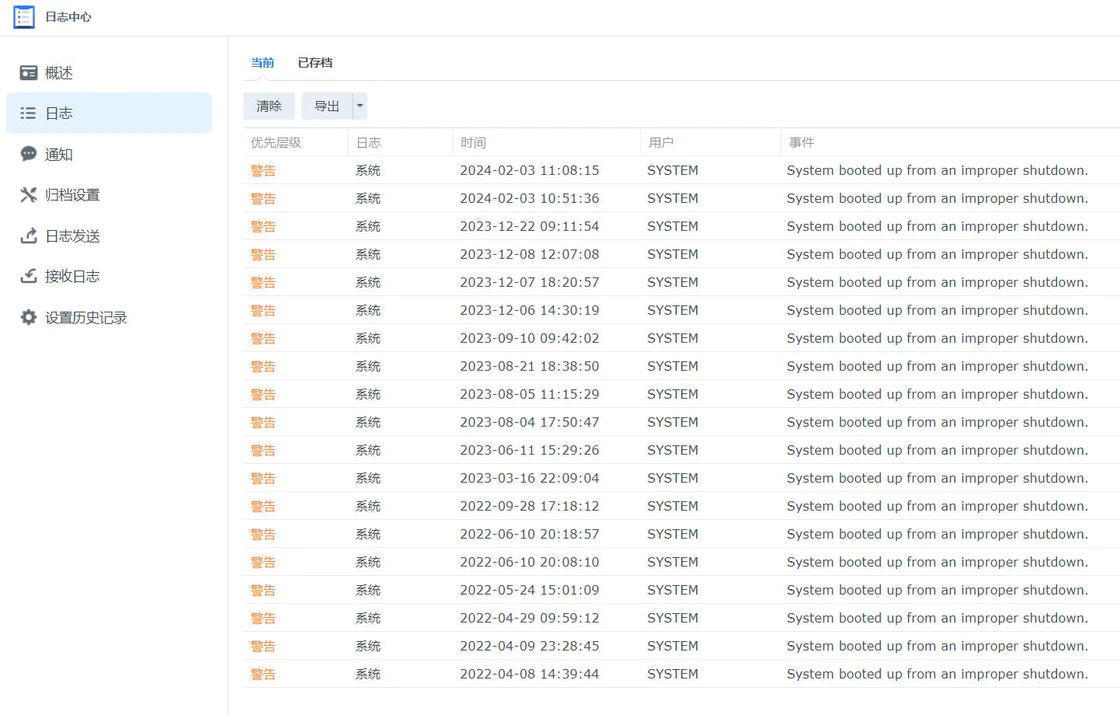 日志中心
概述
日志
通知
归档设置
日志发送
接收日志
设置历史记录
当前 已存档
清除 导出
优先层级 日志 时间 用户 事件
警告 系统 2024-02-03 11:08:15 SYSTEM System booted up from an improper shutdown.
警告 系统 2024-02-03 10:51:36 SYSTEM System booted up from an improper shutdown.
警告 系统 2023-12-22 09:11:54 SYSTEM System booted up from an improper shutdown.
警告 系统 2023-12-08 12:07:08 SYSTEM System booted up from an improper shutdown.
警告 系统 2023-12-07 18:20:57 SYSTEM System booted up from an improper shutdown.
警告 系统 2023-12-06 14:30:19 SYSTEM System booted up from an improper shutdown.
警告 系统 2023-09-10 09:42:02 SYSTEM System booted up from an improper shutdown.
警告 系统 2023-08-21 18:38:50 SYSTEM System booted up from an improper shutdown.
警告 系统 2023-08-05 11:15:29 SYSTEM System booted up from an improper shutdown.
警告 系统 2023-08-04 17:50:47 SYSTEM System booted up from an improper shutdown.
警告 系统 2023-06-11 15:29:26 SYSTEM System booted up from an improper shutdown.
警告 系统 2023-03-16 22:09:04 SYSTEM System booted up from an improper shutdown.
警告 系统 2022-09-28 17:18:12 SYSTEM System booted up from an improper shutdown.
警告 系统 2022-06-10 20:18:57 SYSTEM System booted up from an improper shutdown.
警告 系统 2022-06-10 20:08:10 SYSTEM System booted up from an improper shutdown.
警告 系统 2022-05-24 15:01:09 SYSTEM System booted up from an improper shutdown.
警告 系统 2022-04-29 09:59:12 SYSTEM System booted up from an improper shutdown.
警告 系统 2022-04-09 23:28:45 SYSTEM System booted up from an improper shutdown.
警告 系统 2022-04-08 14:39:44 SYSTEM System booted up from an improper shutdown.